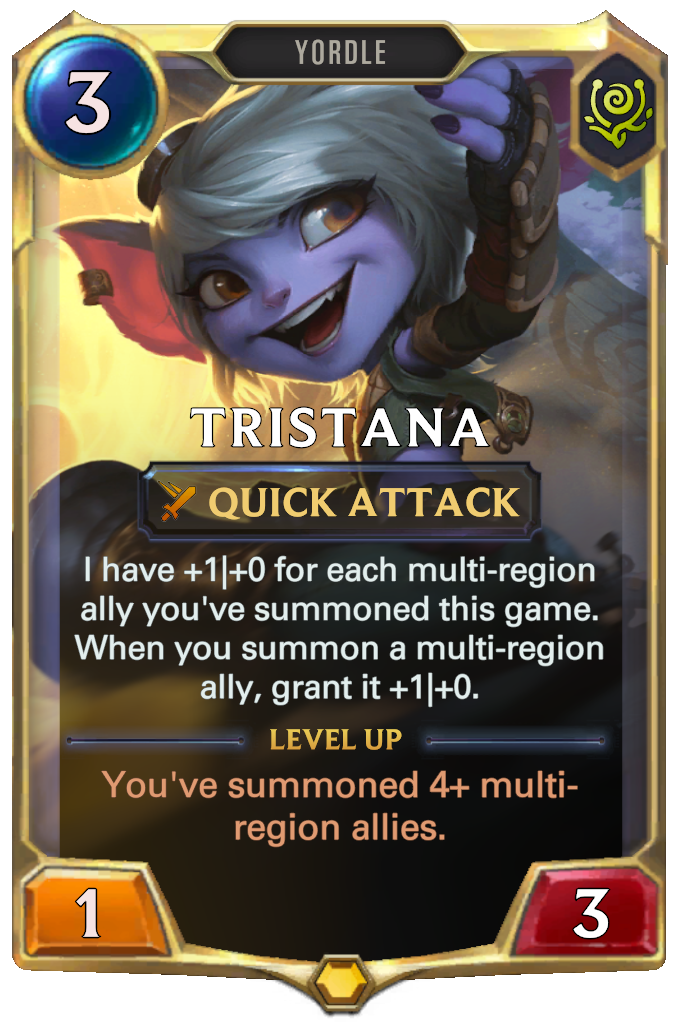 YORDLE
3
TRISTANA
QUICK ATTACK
I have +1|+0 for each multi-region
ally you've summoned this game.
When you summon a multi-region
ally, grant it +1|+0.
LEVEL UP
You've summoned 4+ multi-
region allies.
1
3